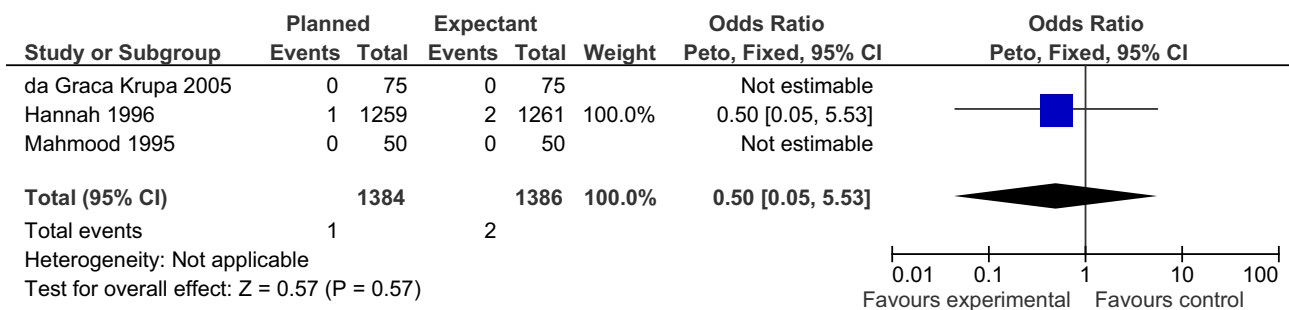 Planned Expectant Odds Ratio Odds Ratio
Study or Subgroup Events Total Events Total Weight Peto, Fixed, 95% CI Peto, Fixed, 95% CI
da Graca Krupa 2005 0 75 0 75 Not estimable
Hannah 1996 1 1259 2 1261 100.0% 0.50 [0.05, 5.53]
Mahmood 1995 0 50 0 50 Not estimable
Total (95% CI) 1384 1386 100.0% 0.50 [0.05, 5.53]
Total events 1 2
Heterogeneity: Not applicable
Test for overall effect: Z = 0.57 (P = 0.57)
0.01 0.1 1 10 100
Favours experimental Favours control